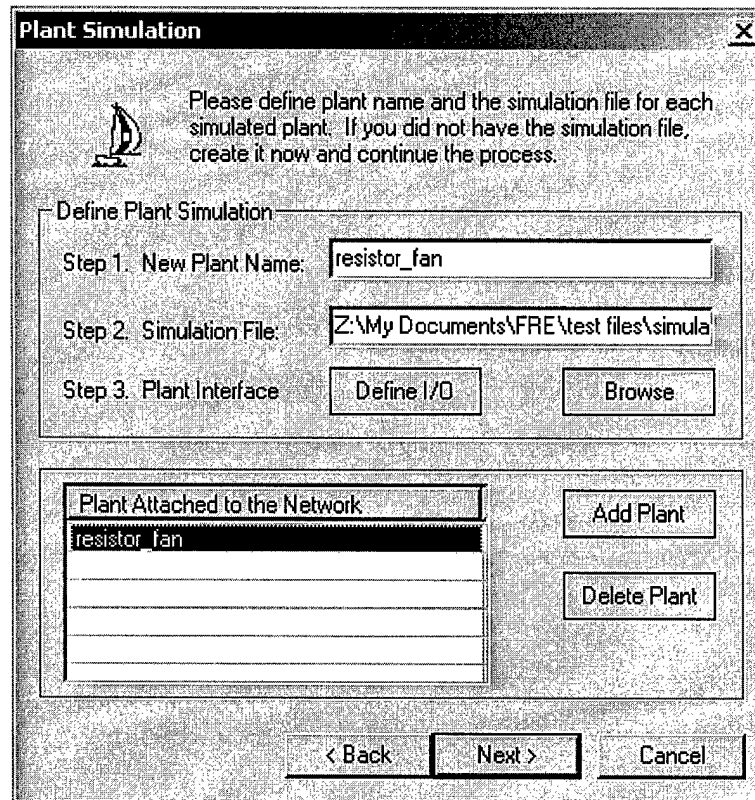 Plant Simulation
Please define plant name and the simulation file for each
simulated plant. If you did not have the simulation file,
create it now and continue the process.
Define Plant Simulation
Step 1. New Plant Name: resistor_fan
Step 2. Simulation File: Z:\My Documents\FRE\test files\simula
Step 3. Plant Interface Define I/O Browse
Plant Attached to the Network
resistor_fan
Add Plant
Delete Plant
< Back Next > Cancel